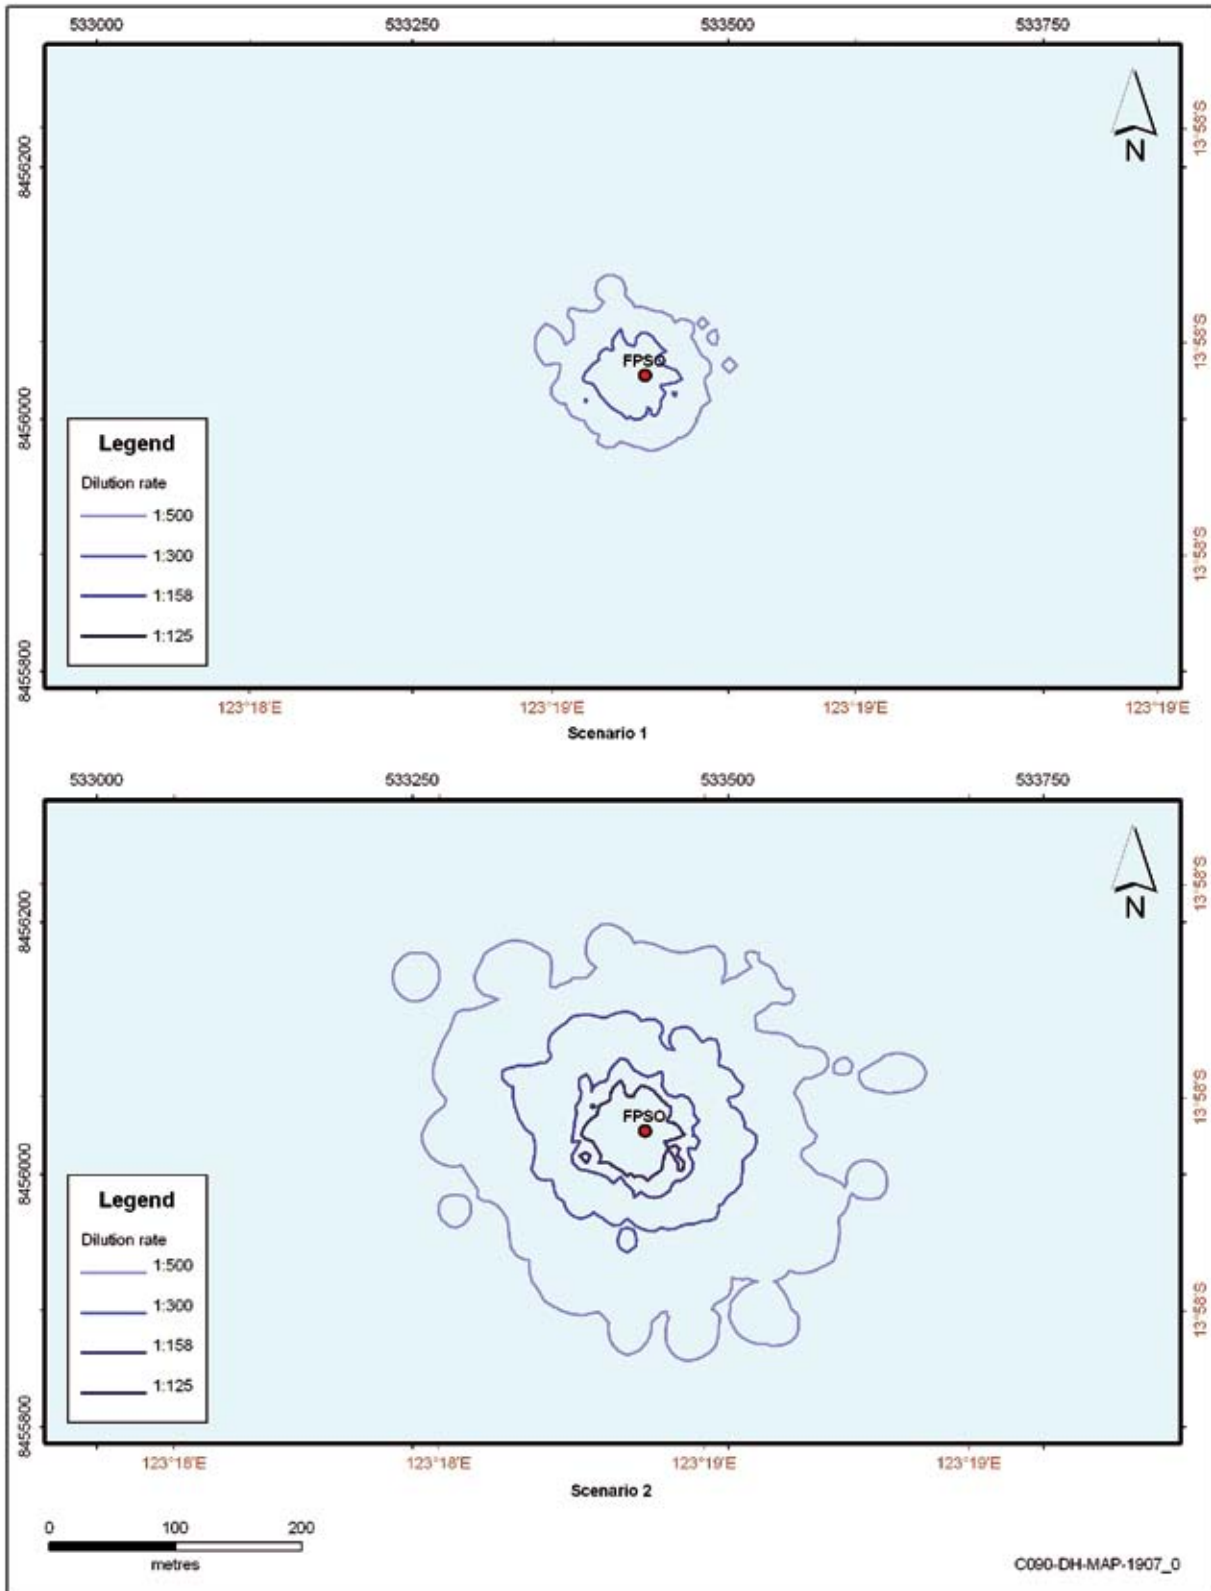 533000 533250 533500 533750
N
8456200
8456000
8455800
13°58'S
13°58'S
13°58'S
FPSO
Legend
Dilution rate
1:500
1:300
1:158
1:125
123°18'E 123°19'E 123°19'E 123°19'E
Scenario 1
533000 533250 533500 533750
N
8456200
8456000
8455800
13°58'S
13°58'S
13°58'S
FPSO
Legend
Dilution rate
1:500
1:300
1:158
1:125
123°18'E 123°18'E 123°19'E 123°19'E
Scenario 2
0 100 200
metres
C090-DH-MAP-1907_0